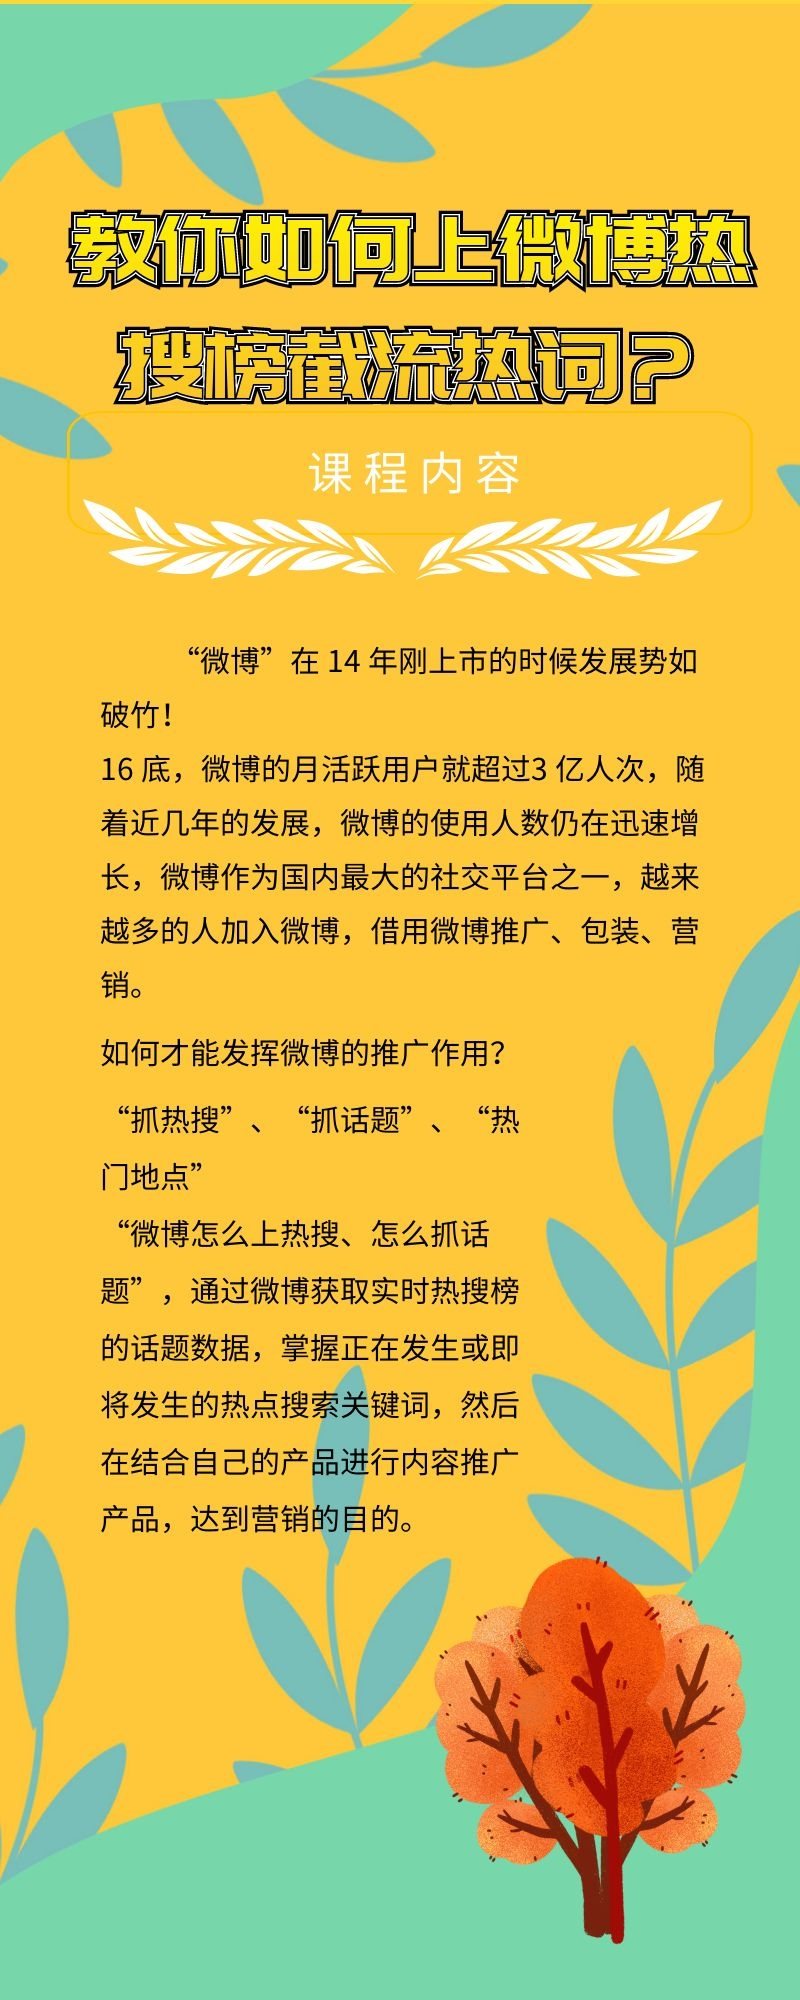 教你如何上微博热
搜榜截流热词？
课程内容
“微博”在 14 年刚上市的时候发展势如
破竹！
16 底，微博的月活跃用户就超过3 亿人次，随
着近几年的发展，微博的使用人数仍在迅速增
长，微博作为国内最大的社交平台之一，越来
越多的人加入微博，借用微博推广、包装、营
销。
如何才能发挥微博的推广作用？
“抓热搜”、“抓话题”、“热
门地点”
“微博怎么上热搜、怎么抓话
题”，通过微博获取实时热搜榜
的话题数据，掌握正在发生或即
将发生的热点搜索关键词，然后
在结合自己的产品进行内容推广
产品，达到营销的目的。